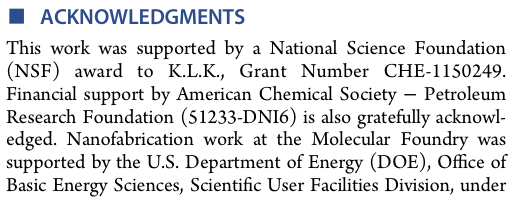 ■ ACKNOWLEDGMENTS
This work was supported by a National Science Foundation
(NSF) award to K.L.K., Grant Number CHE-1150249.
Financial support by American Chemical Society − Petroleum
Research Foundation (51233-DNI6) is also gratefully acknowl-
edged. Nanofabrication work at the Molecular Foundry was
supported by the U.S. Department of Energy (DOE), Office of
Basic Energy Sciences, Scientific User Facilities Division, under